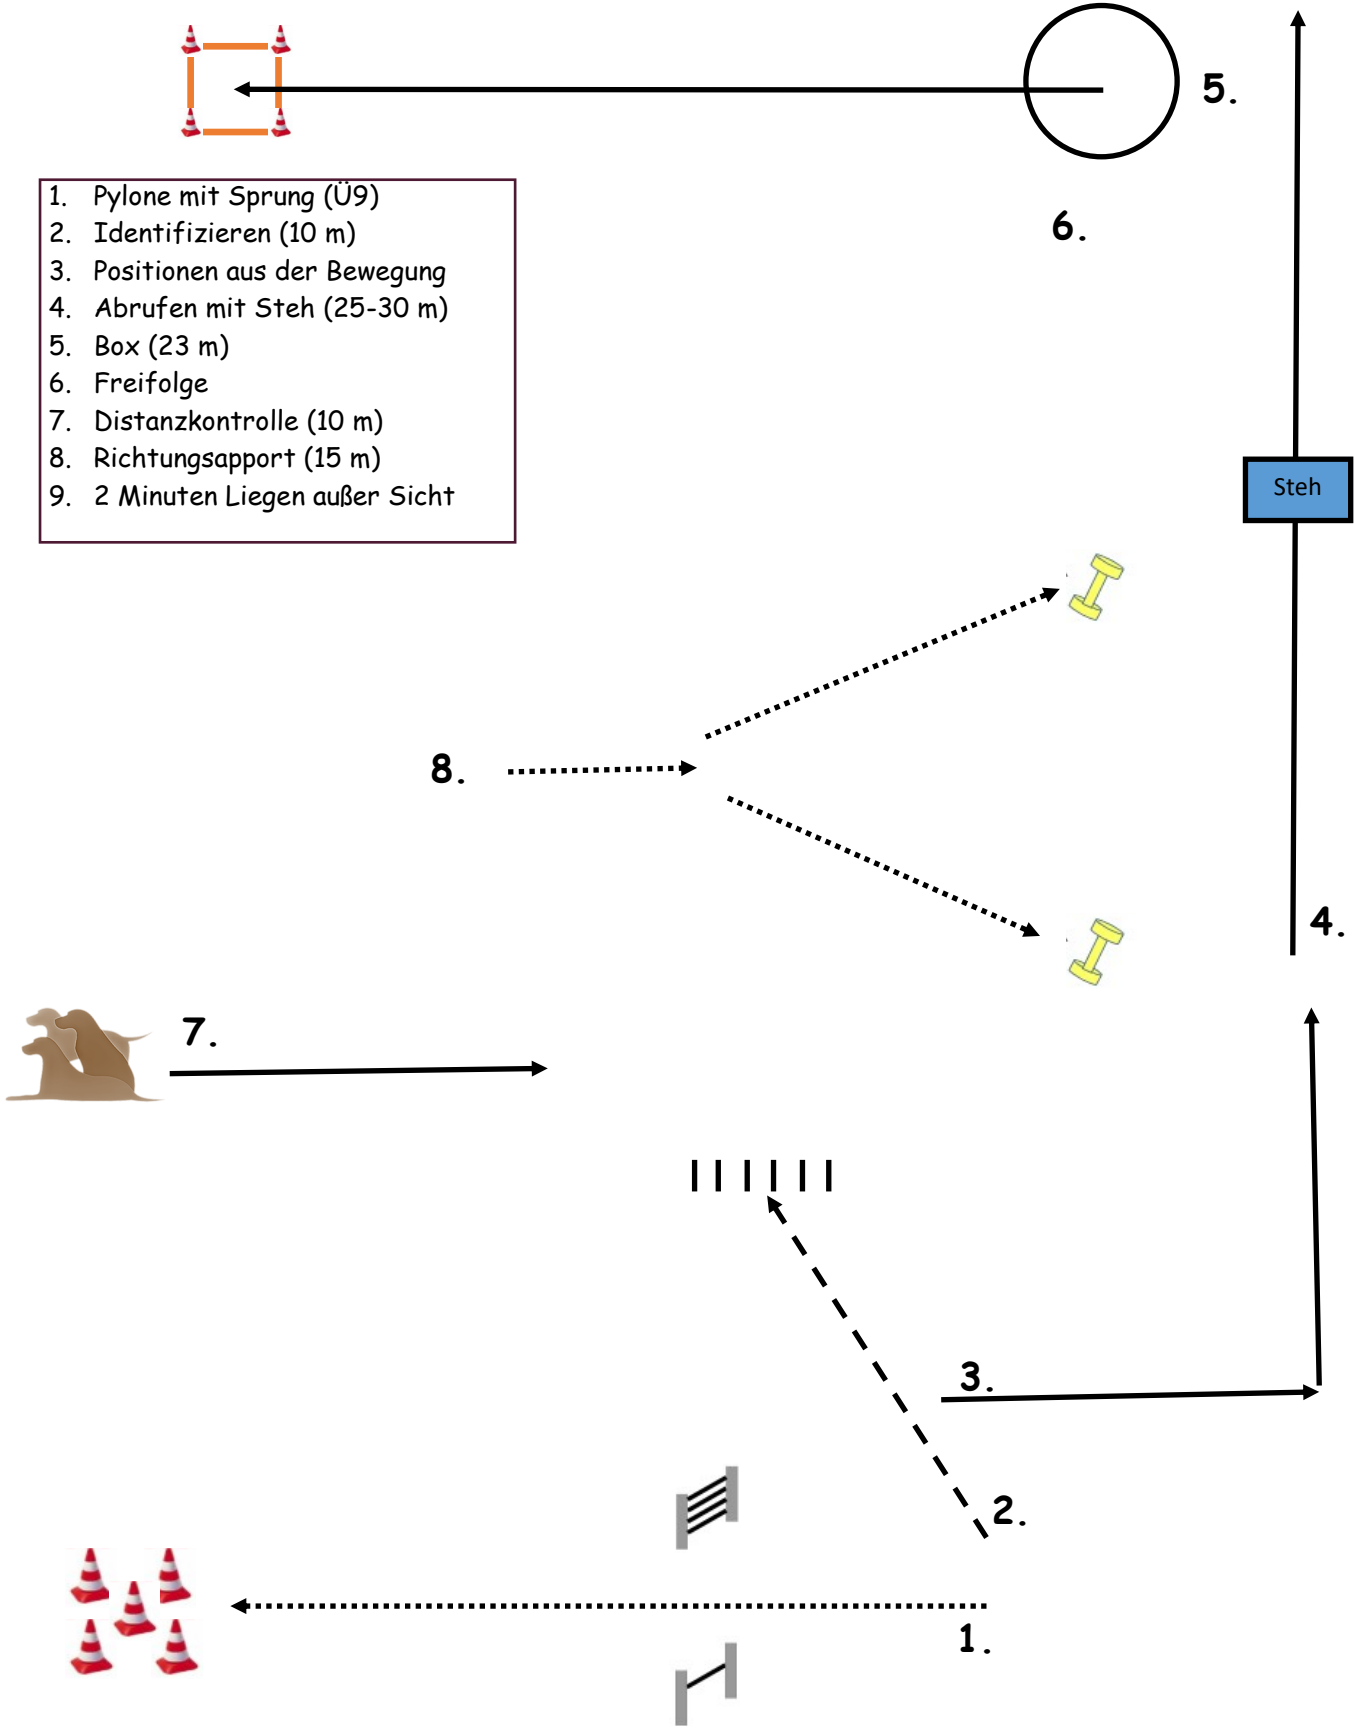 5.
1. Pylone mit Sprung (Ü9)
2. Identifizieren (10 m)
3. Positionen aus der Bewegung
4. Abrufen mit Steh (25-30 m)
5. Box (23 m)
6. Freifolge
7. Distanzkontrolle (10 m)
8. Richtungsapport (15 m)
9. 2 Minuten Liegen außer Sicht
6.
Steh
8.
4.
7.
3.
2.
1.